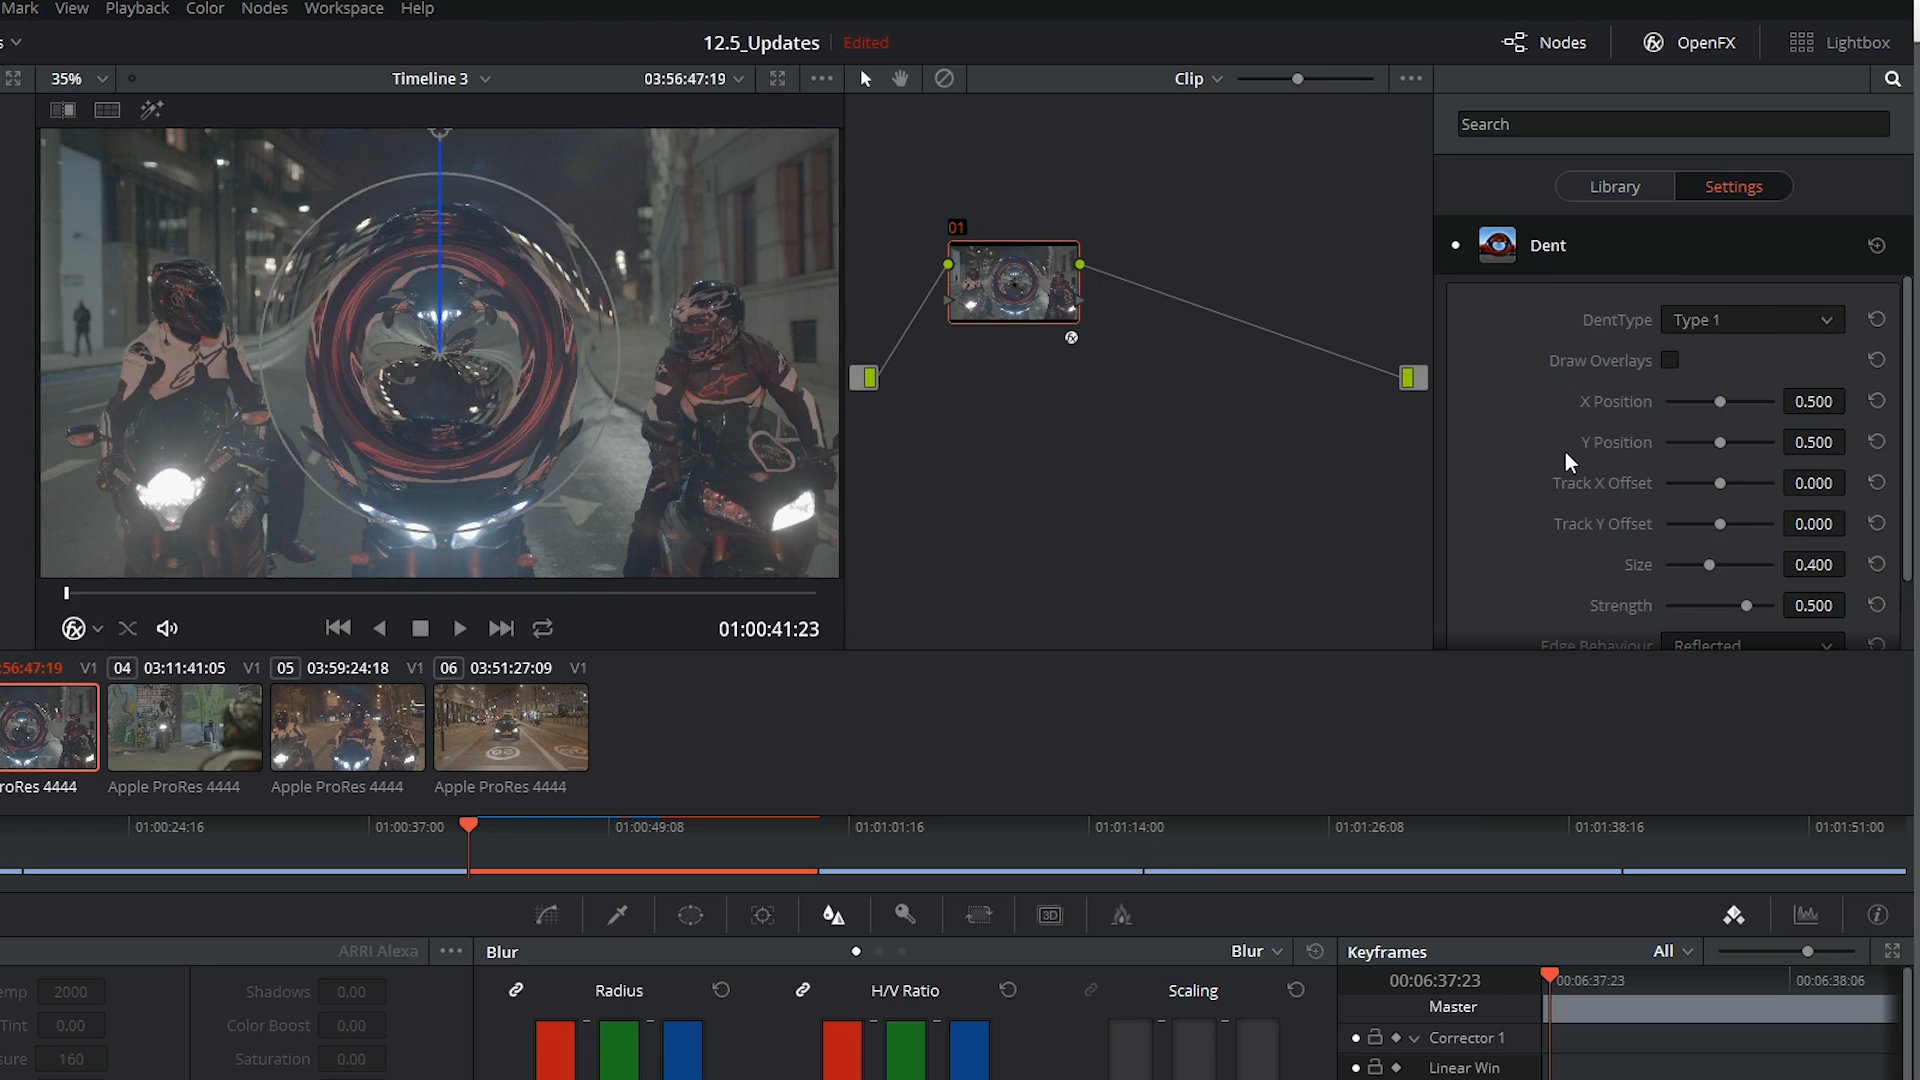 Mark View Playback Color Nodes Workspace Help
12.5_Updates Edited
Nodes OpenFX Lightbox
35% Timeline 3 03:56:47:19 Clip
Search
Library Settings
Dent
DentType Type 1
Draw Overlays
X Position 0.500
Y Position 0.500
Track X Offset 0.000
Track Y Offset 0.000
Size 0.400
Strength 0.500
Edge Behaviour Reflected
01
01:00:41:23
:56:47:19 V1 04 03:11:41:05 V1 05 03:59:24:18 V1 06 03:51:27:09 V1
roRes 4444 Apple ProRes 4444 Apple ProRes 4444 Apple ProRes 4444
01:00:24:16 01:00:37:00 01:00:49:08 01:01:01:16 01:01:14:00 01:01:26:08 01:01:38:16 01:01:51:00
3D
ARRI Alexa Blur Blur Keyframes All
emp 2000 Shadows 0.00
Tint 0.00 Color Boost 0.00
sure 160 Saturation 0.00
Radius H/V Ratio Scaling
00:06:37:23 00:06:37:23 00:06:38:06
Master
Corrector 1
Linear Win